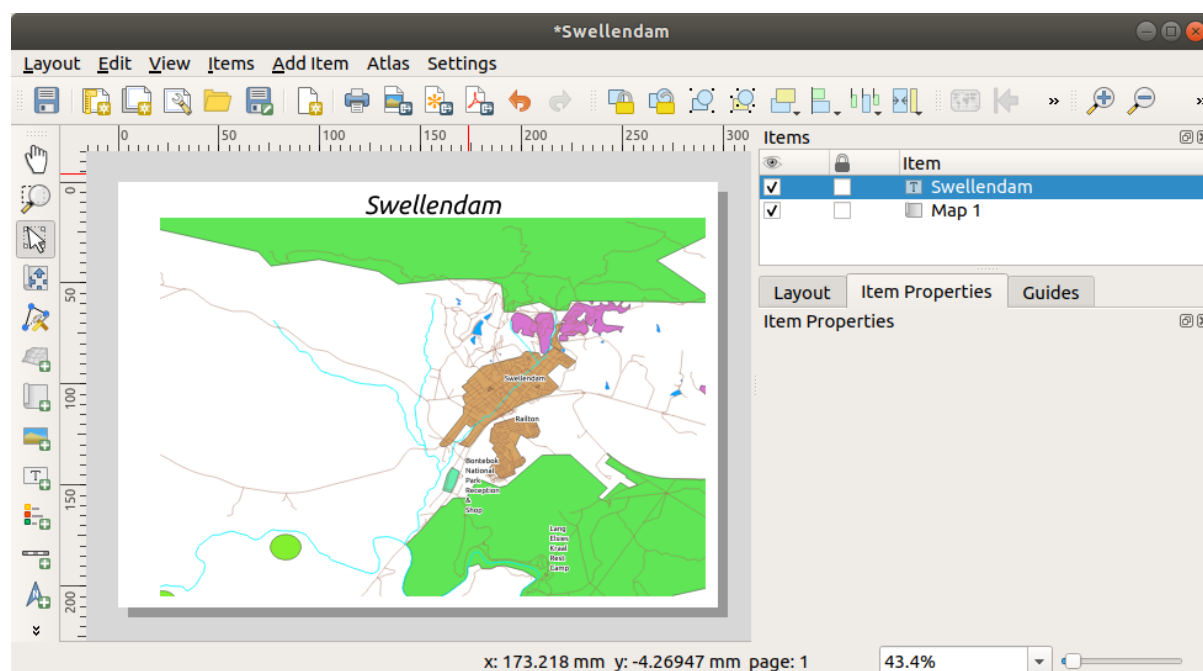 *Swellendam
Layout Edit View Items Add Item Atlas Settings
» »
0 50 100 150 200 250 300
0
50
100
150
200
Swellendam
Swellendam
Railton
Bontebok
National
Park
Reception
&
Shop
Lang
Elsies
Kraal
Rest
Camp
Items
Item
T Swellendam
Map 1
Layout Item Properties Guides
Item Properties
x: 173.218 mm y: -4.26947 mm page: 1 43.4%